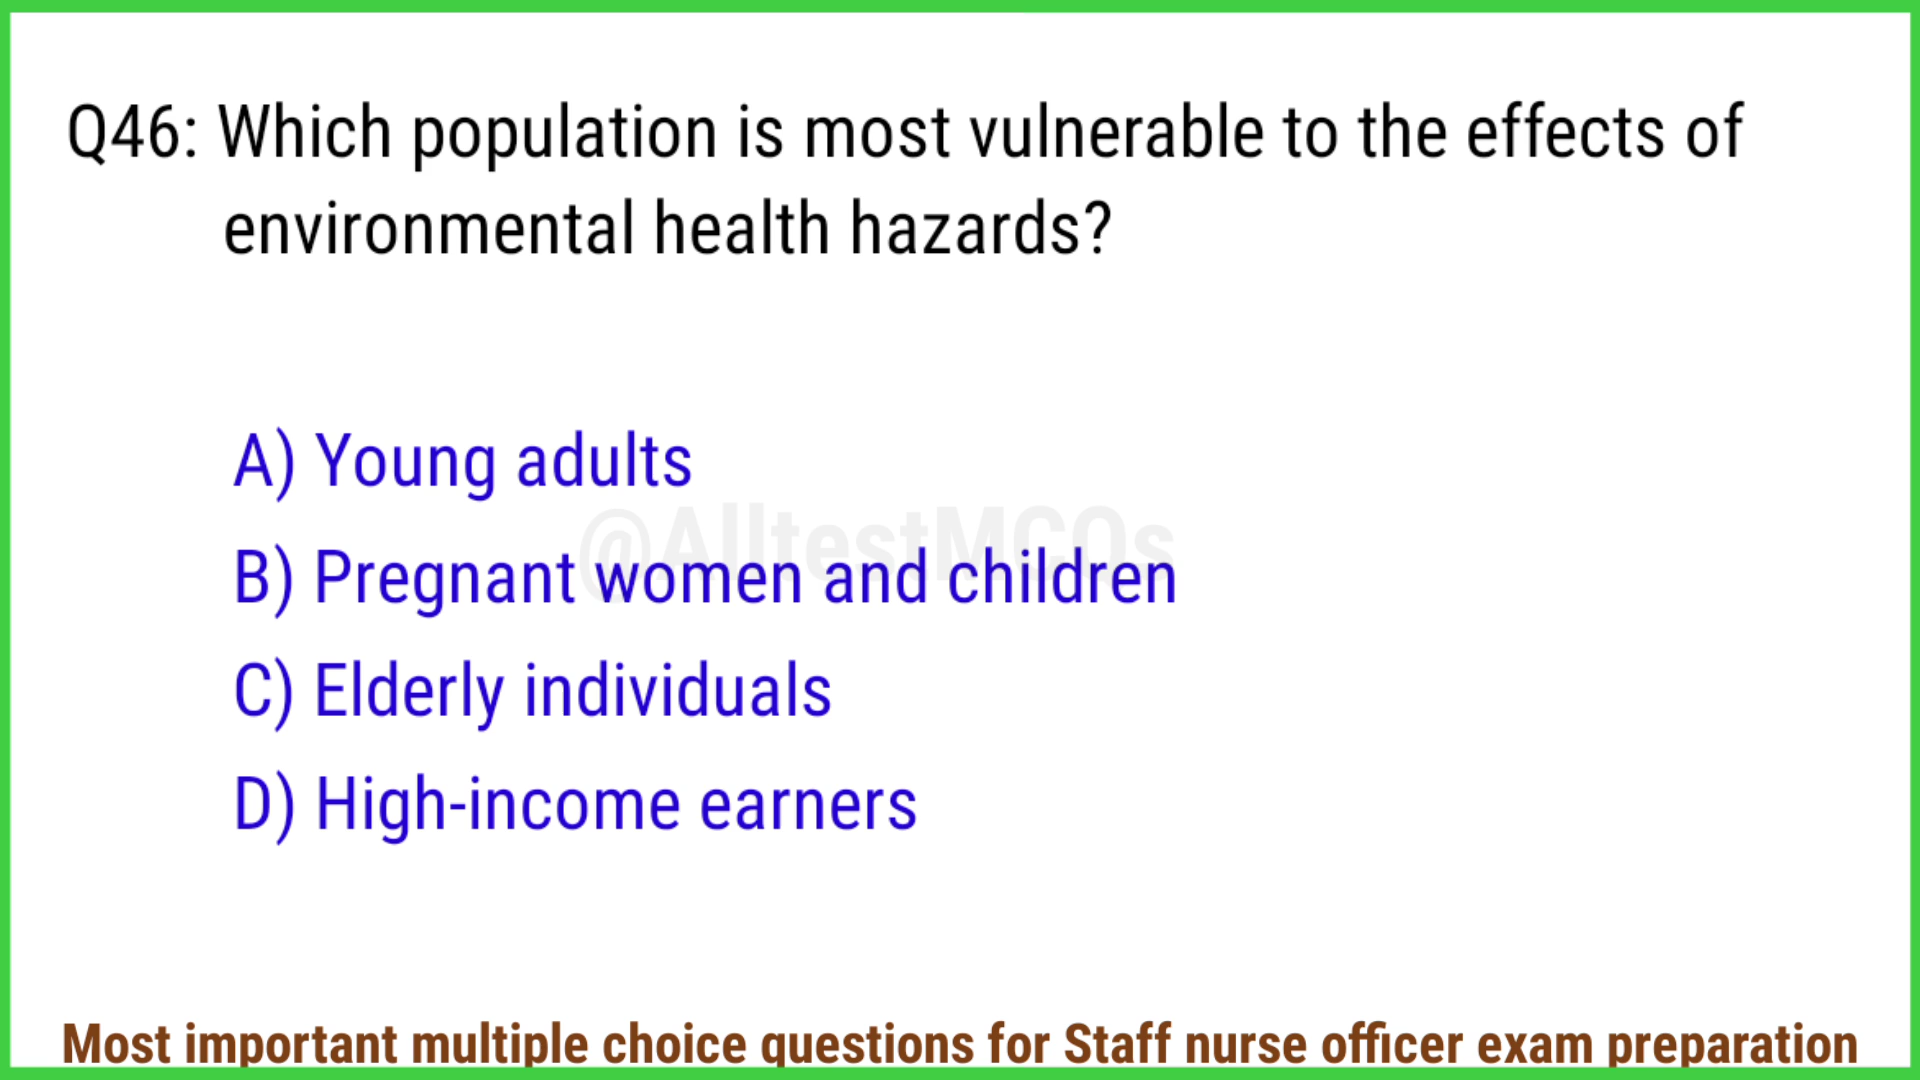 Q46: Which population is most vulnerable to the effects of
environmental health hazards?
A) Young adults
@AlltestMCQs
B) Pregnant women and children
C) Elderly individuals
D) High-income earners
Most important multiple choice questions for Staff nurse officer exam preparation